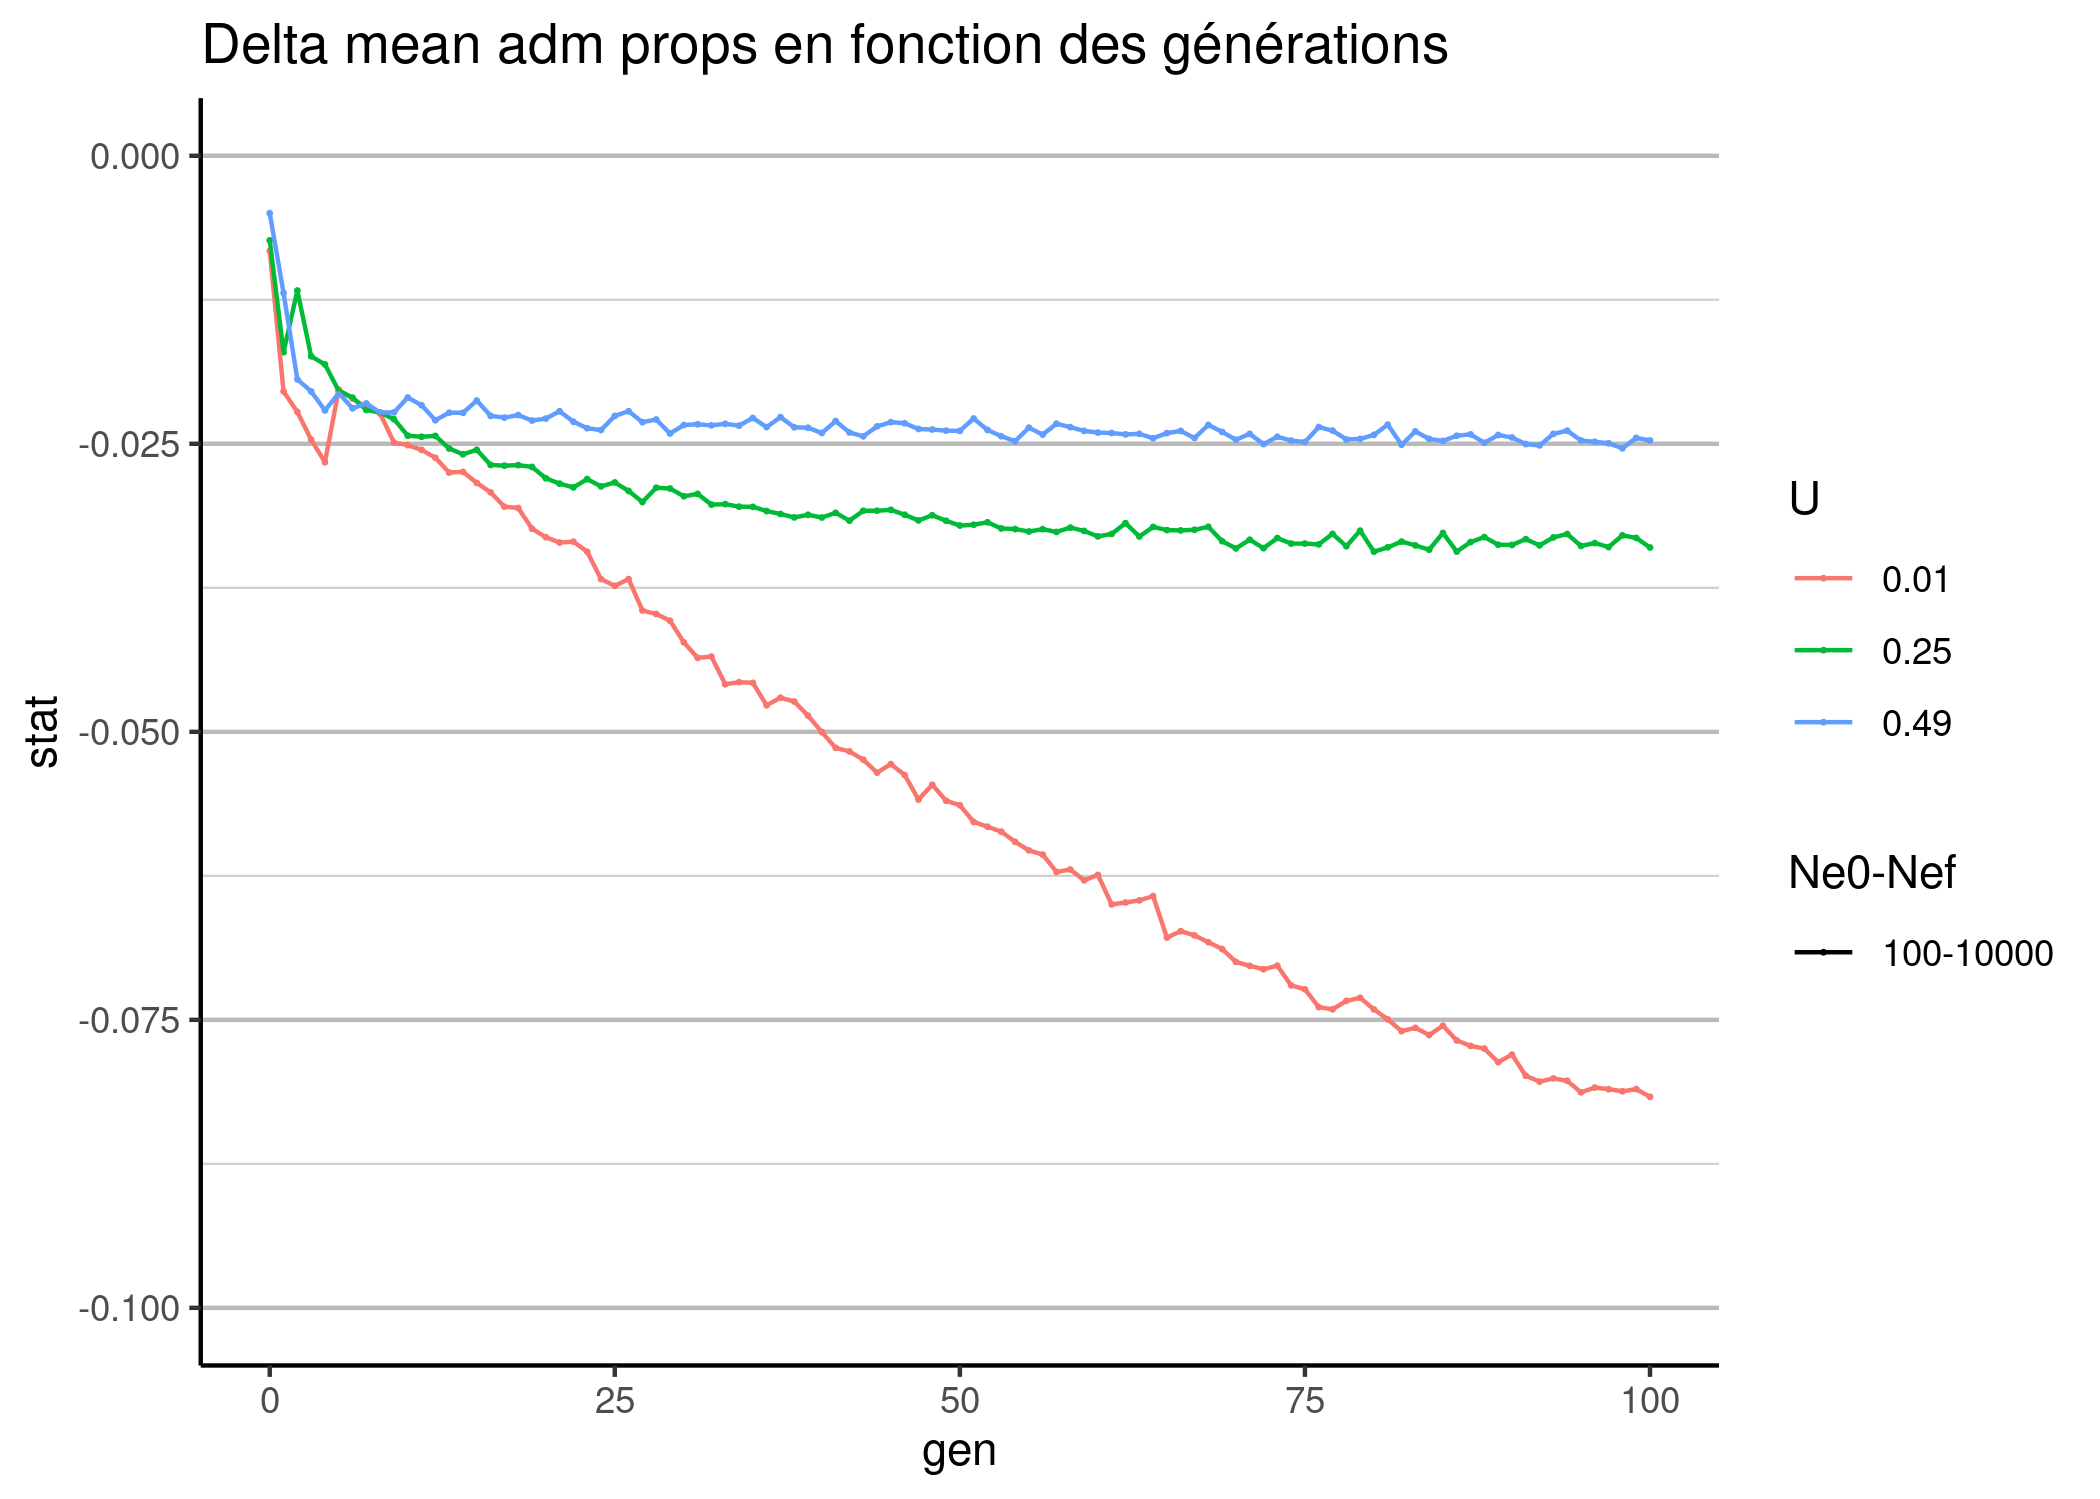 Delta mean adm props en fonction des générations
0.000
-0.025
-0.050
-0.075
-0.100
stat
0
25
50
75
100
gen
U
0.01
0.25
0.49
Ne0-Nef
100-10000